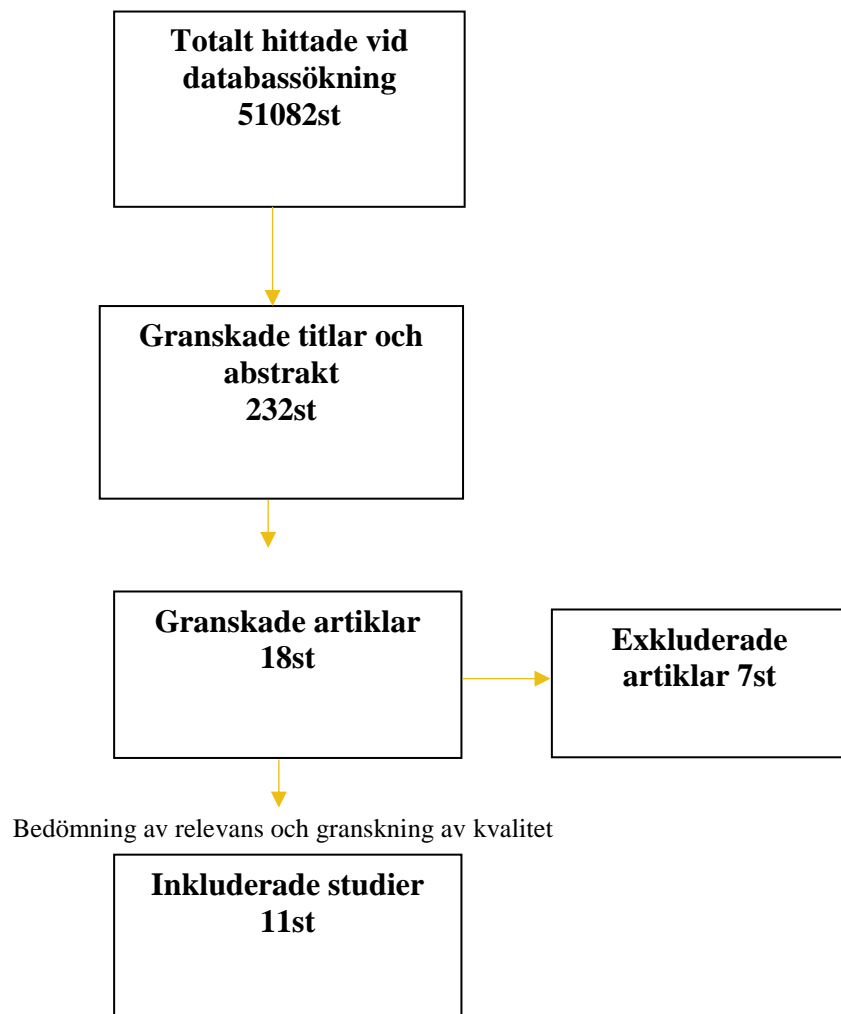 Totalt hittade vid
databassökning
51082st
Granskade titlar och
abstrakt
232st
Granskade artiklar
18st
Exkluderade
artiklar 7st
Bedömning av relevans och granskning av kvalitet
Inkluderade studier
11st